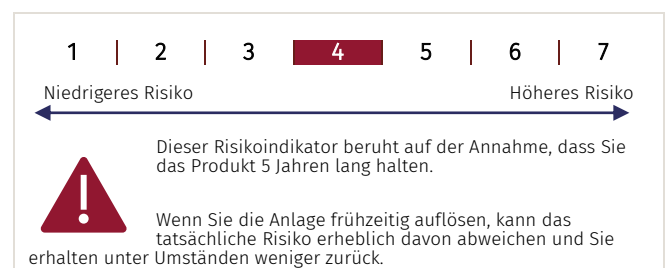 1 2 3 4 5 6 7
Niedrigeres Risiko Höheres Risiko
Dieser Risikoindikator beruht auf der Annahme, dass Sie
das Produkt 5 Jahren lang halten.
Wenn Sie die Anlage frühzeitig auflösen, kann das
tatsächliche Risiko erheblich davon abweichen und Sie
erhalten unter Umständen weniger zurück.